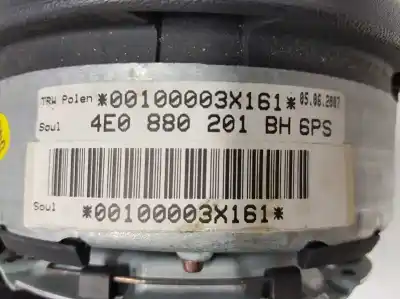 TRW Polen *00100003X161* 05.06.2007
Soul 4E0 880 201 BH 6PS
Soul *00100003X161*